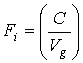 F_i = (C / V_g)